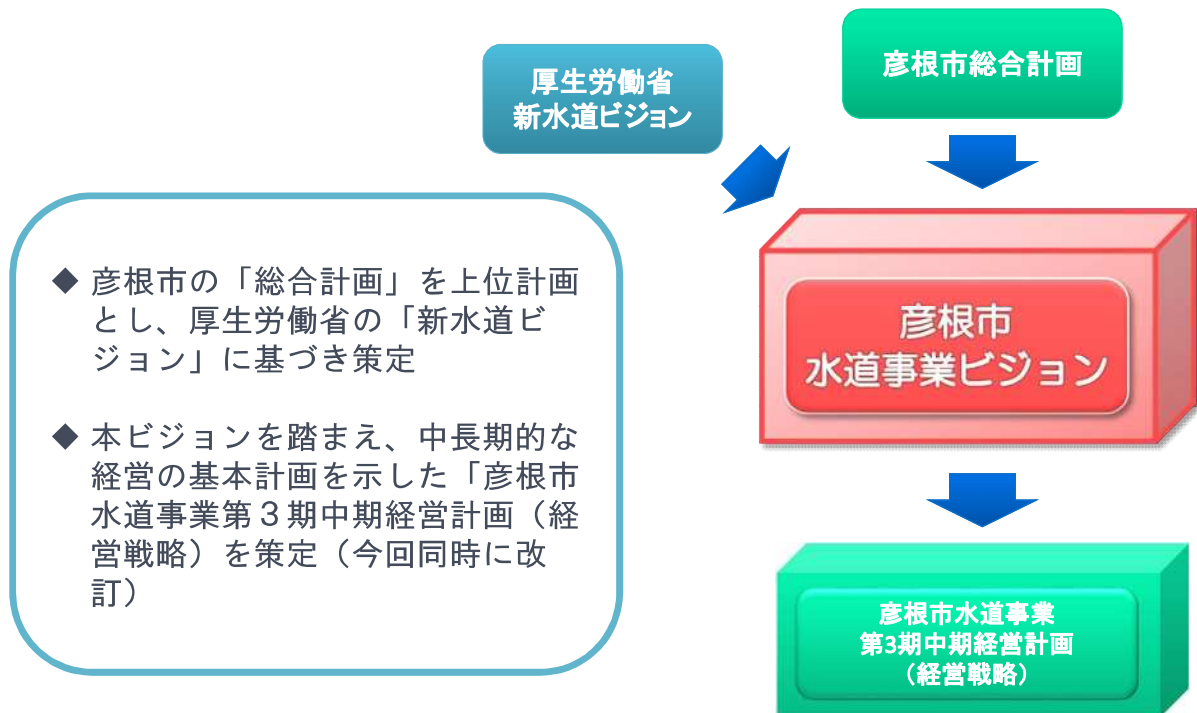 厚生労働省
新水道ビジョン
彦根市総合計画
◆ 彦根市の「総合計画」を上位計画
とし、厚生労働省の「新水道ビ
ジョン」に基づき策定
◆ 本ビジョンを踏まえ、中長期的な
経営の基本計画を示した「彦根市
水道事業第３期中期経営計画（経
営戦略）を策定（今回同時に改
訂）
彦根市
水道事業ビジョン
彦根市水道事業
第3期中期経営計画
（経営戦略）